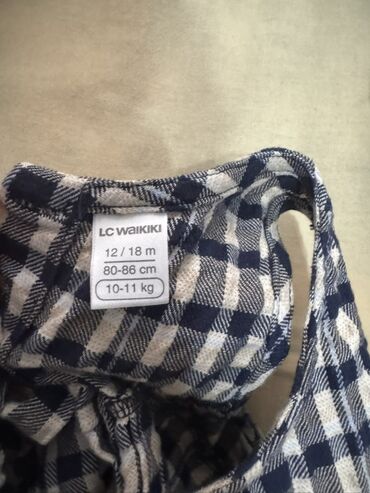 LC WAIKIKI
12 / 18 m
80-86 cm
10-11 kg